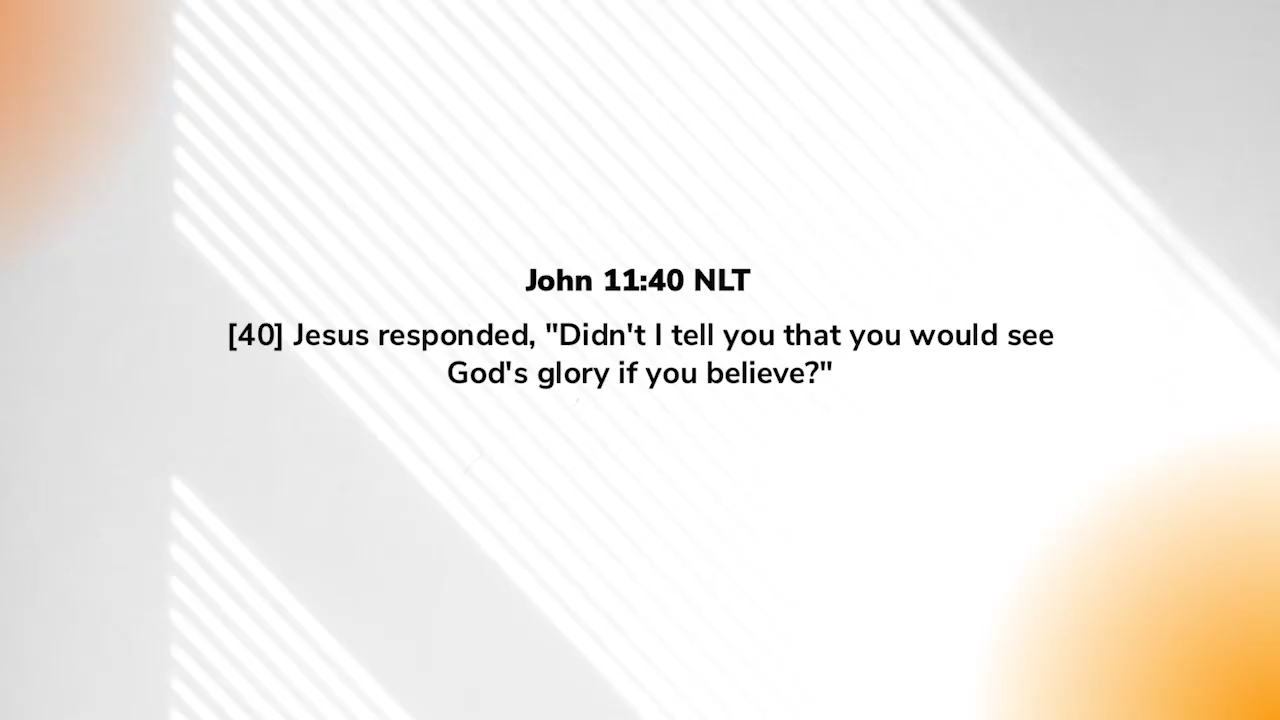 John 11:40 NLT
[40] Jesus responded, "Didn't I tell you that you would see
God's glory if you believe?"